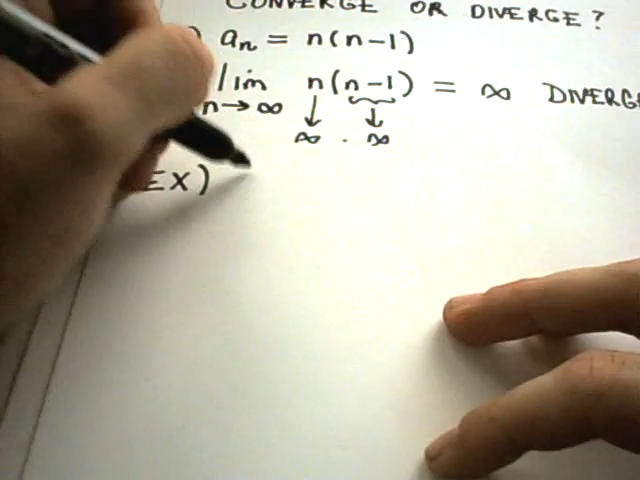 CONVERGE OR DIVERGE?
) an = n(n-1)
lim n(n-1) = ∞ DIVERGE
n→∞ ↓ ↓
∞ · ∞
EX)